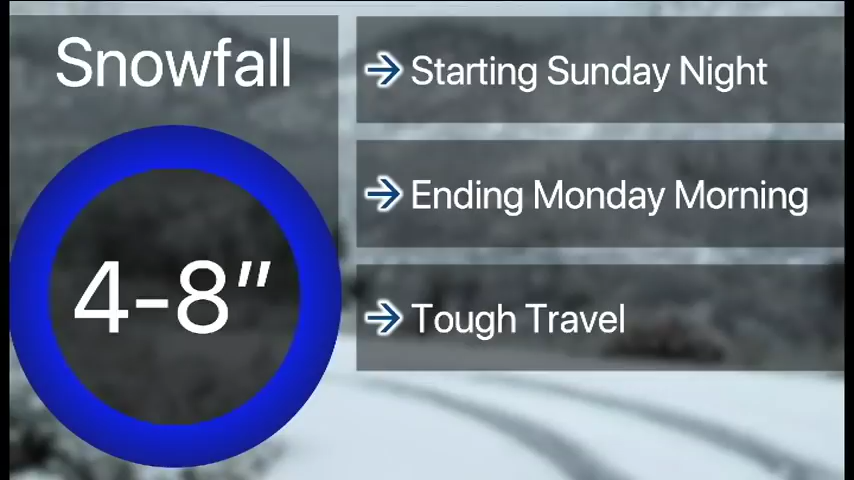 Snowfall
4-8"
Starting Sunday Night
Ending Monday Morning
Tough Travel